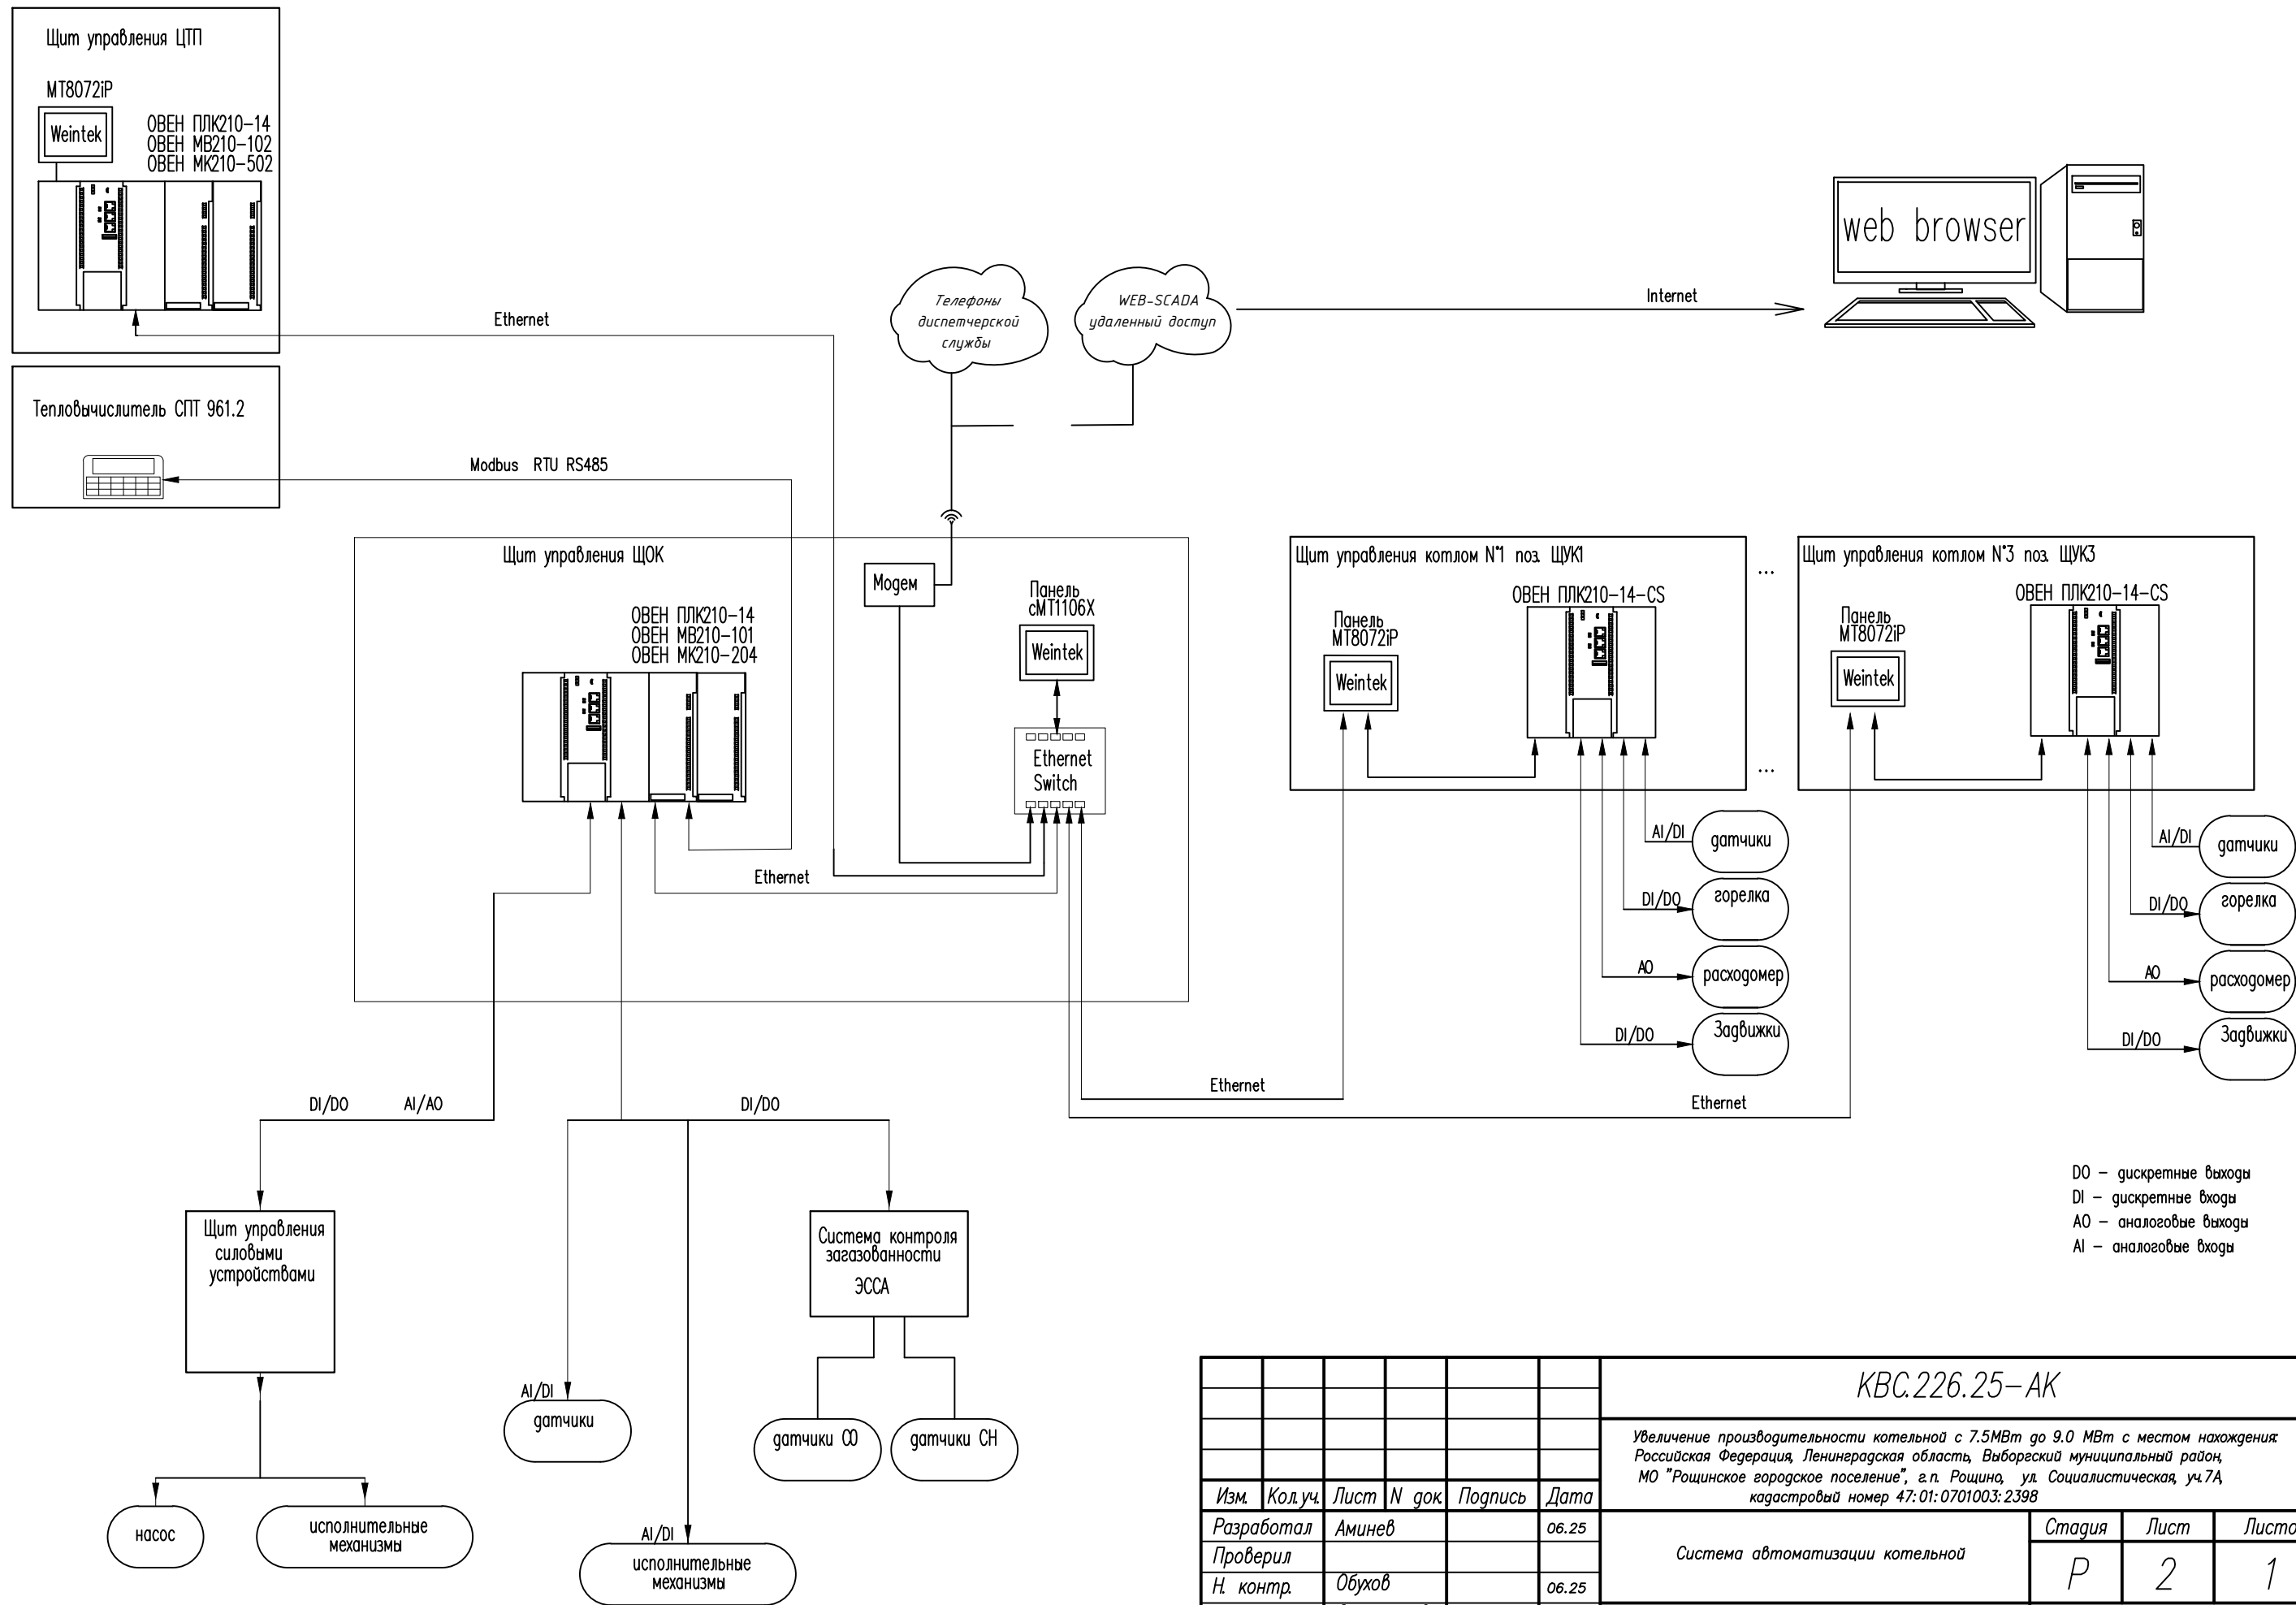 Щит управления ЦТП
MT8072iP
Weintek
ОВЕН ПЛК210-14
ОВЕН МВ210-102
ОВЕН МК210-502
Ethernet
Тепловычислитель СПТ 961.2
Modbus RTU RS485
Телефоны
диспетчерской
службы
WEB-SCADA
удаленный доступ
Internet
web browser
Щит управления ЩОК
ОВЕН ПЛК210-14
ОВЕН МВ210-101
ОВЕН МК210-204
Модем
Панель
cMT1106X
Weintek
Ethernet
Switch
Ethernet
Щит управления котлом N°1 поз. ЩУК1
ОВЕН ПЛК210-14-CS
Панель
MT8072iP
Weintek
AI/DI
датчики
DI/DO
горелка
AO
расходомер
DI/DO
Задвижки
Ethernet
...
...
Щит управления котлом N°3 поз. ЩУК3
ОВЕН ПЛК210-14-CS
Панель
MT8072iP
Weintek
AI/DI
датчики
DI/DO
горелка
AO
расходомер
DI/DO
Задвижки
Ethernet
DI/DO AI/AO
DI/DO
Щит управления
силовыми
устройствами
насос
исполнительные
механизмы
AI/DI
датчики
AI/DI
исполнительные
механизмы
Система контроля
загазованности
ЭССА
датчики CO
датчики CH
DO – дискретные выходы
DI – дискретные входы
AO – аналоговые выходы
AI – аналоговые входы
КВС.226.25-АК
Увеличение производительности котельной с 7.5МВт до 9.0 МВт с местом нахождения:
Российская Федерация, Ленинградская область, Выборгский муниципальный район,
МО "Рощинское городское поселение", г.п. Рощино, ул. Социалистическая, уч.7А,
кадастровый номер 47:01:0701003:2398
Изм. Кол.уч. Лист N док. Подпись Дата
Разработал Аминев 06.25
Проверил
Н. контр. Обухов 06.25
Система автоматизации котельной
Стадия Лист Листо
Р 2 1